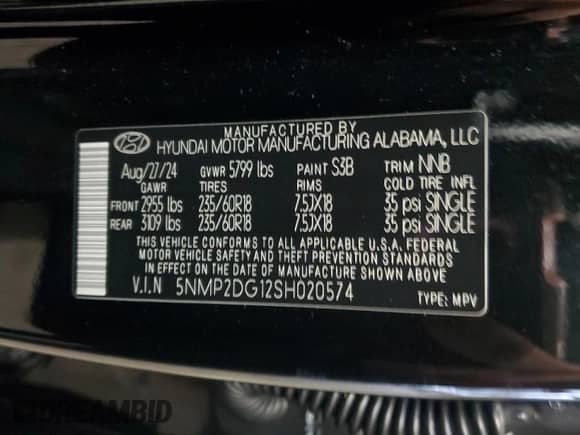 MANUFACTURED BY
HYUNDAI MOTOR MANUFACTURING ALABAMA, LLC
Aug/27/24 GVWR 5799 lbs PAINT S3B TRIM NNB
GAWR TIRES RIMS COLD TIRE INFL
FRONT 2955 lbs 235/60R18 7.5JX18 35 psi SINGLE
REAR 3109 lbs 235/60R18 7.5JX18 35 psi SINGLE
THIS VEHICLE CONFORMS TO ALL APPLICABLE U.S.A. FEDERAL
MOTOR VEHICLE SAFETY AND THEFT PREVENTION STANDARDS
IN EFFECT ON THE DATE OF MANUFACTURE SHOWN ABOVE.
V.I.N 5NMP2DG12SH020574
TYPE: MPV
DREAMBID